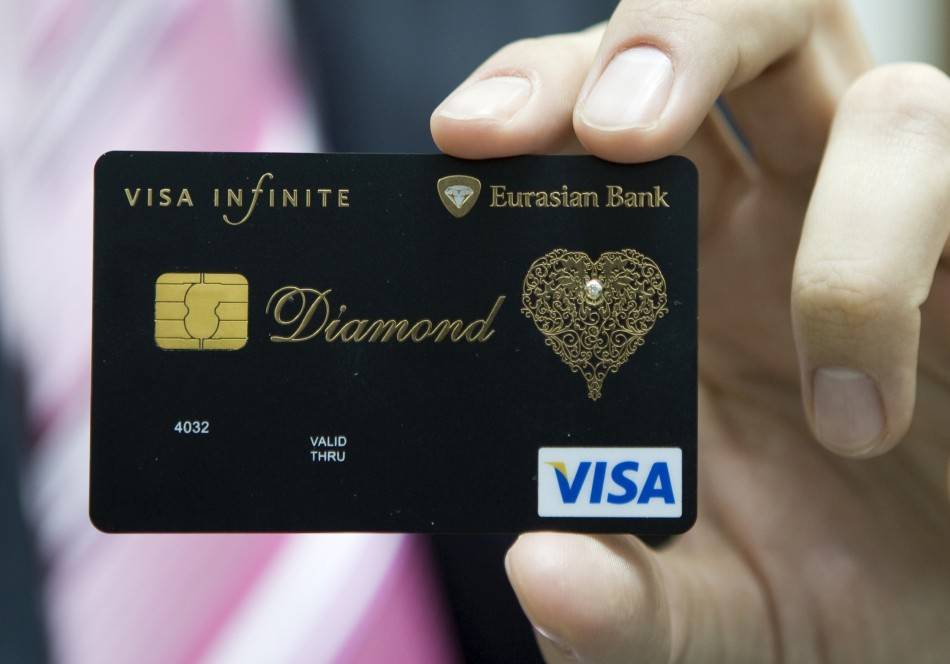 VISA INFINITE
Eurasian Bank
Diamond
4032
VALID
THRU
VISA